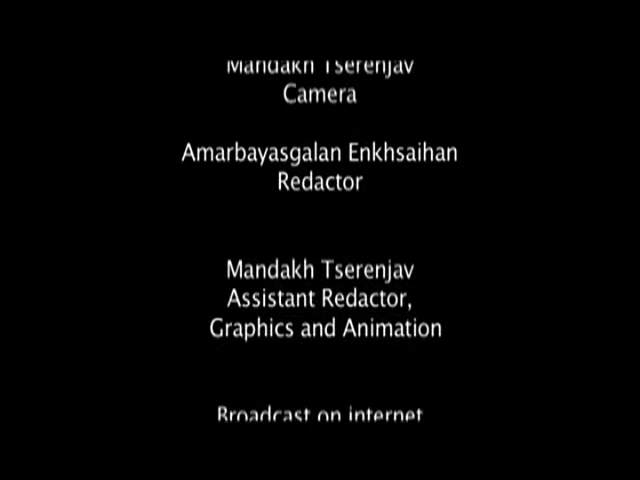 Mandakh Tserenjav
Camera
Amarbayasgalan Enkhsaihan
Redactor
Mandakh Tserenjav
Assistant Redactor,
Graphics and Animation
Broadcast on internet